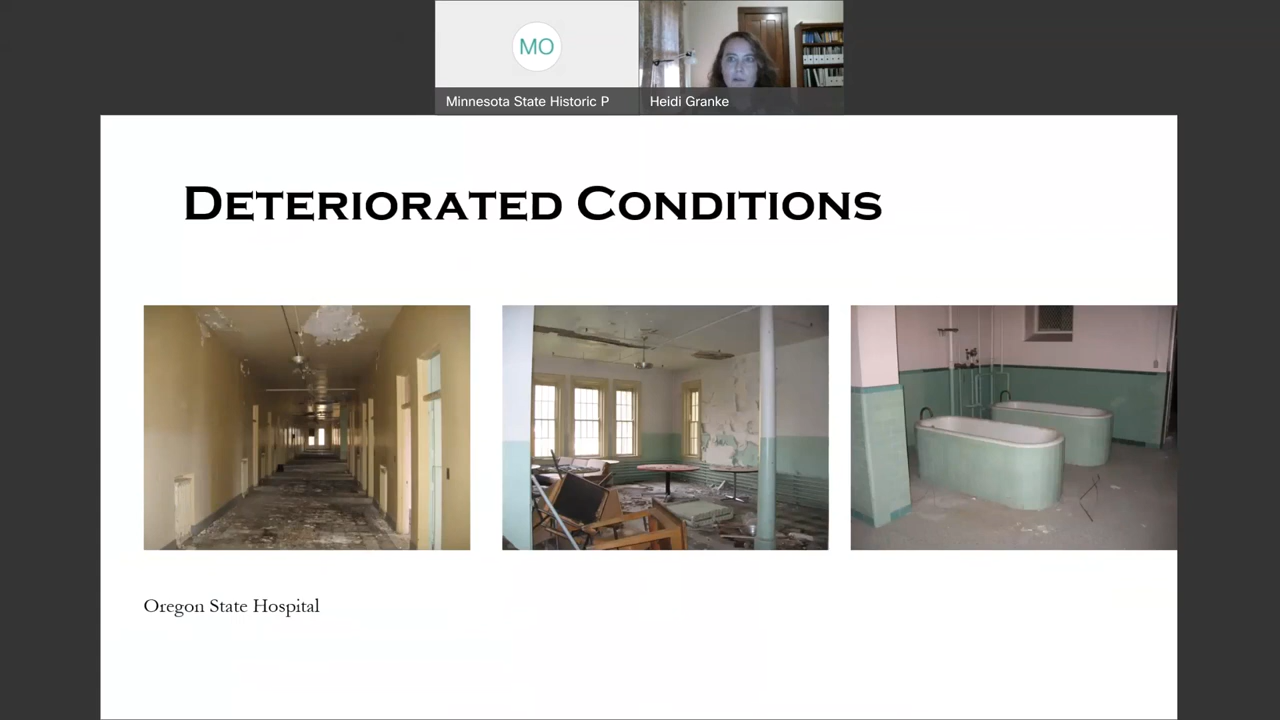 MO
Minnesota State Historic P
Heidi Granke
DETERIORATED CONDITIONS
Oregon State Hospital